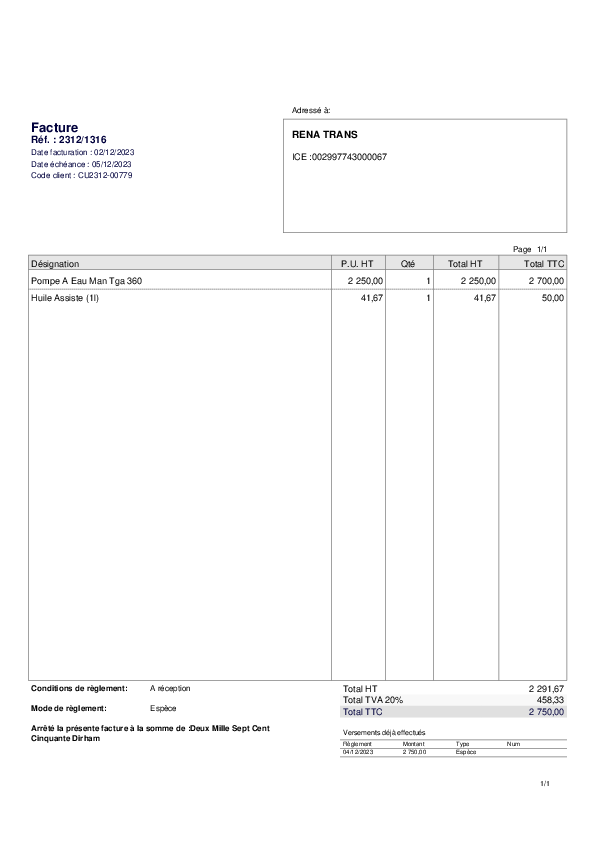 Adressé à:
Facture
Réf. : 2312/1316
Date facturation : 02/12/2023
Date échéance : 05/12/2023
Code client : CU2312-00779
RENA TRANS
ICE :002997743000067
Page 1/1
Désignation P.U. HT Qté Total HT Total TTC
Pompe A Eau Man Tga 360 2 250,00 1 2 250,00 2 700,00
Huile Assiste (1l) 41,67 1 41,67 50,00
Conditions de règlement: A réception
Mode de règlement: Espèce
Arrêté la présente facture à la somme de :Deux Mille Sept Cent
Cinquante Dirham
Total HT 2 291,67
Total TVA 20% 458,33
Total TTC 2 750,00
Versements déjà effectués
Règlement Montant Type Num
04/12/2023 2 750,00 Espèce
1/1